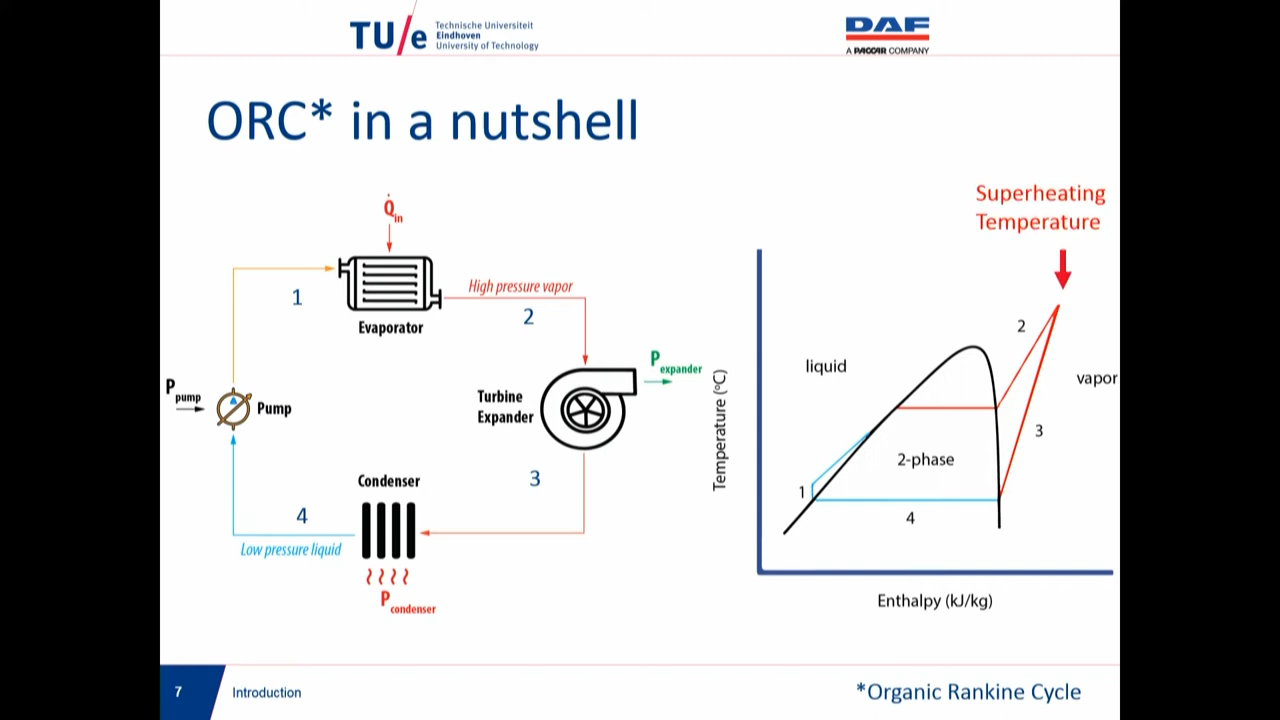 TU/e
Technische Universiteit
Eindhoven
University of Technology
DAF
A PACCAR COMPANY
ORC* in a nutshell
Q̇in
1
Evaporator
High pressure vapor
2
Ppump
Pump
Turbine
Expander
Pexpander
3
Condenser
4
Low pressure liquid
Pcondenser
Superheating
Temperature
2
liquid
vapor
Temperature (°C)
3
2-phase
1
4
Enthalpy (kJ/kg)
7
Introduction
*Organic Rankine Cycle